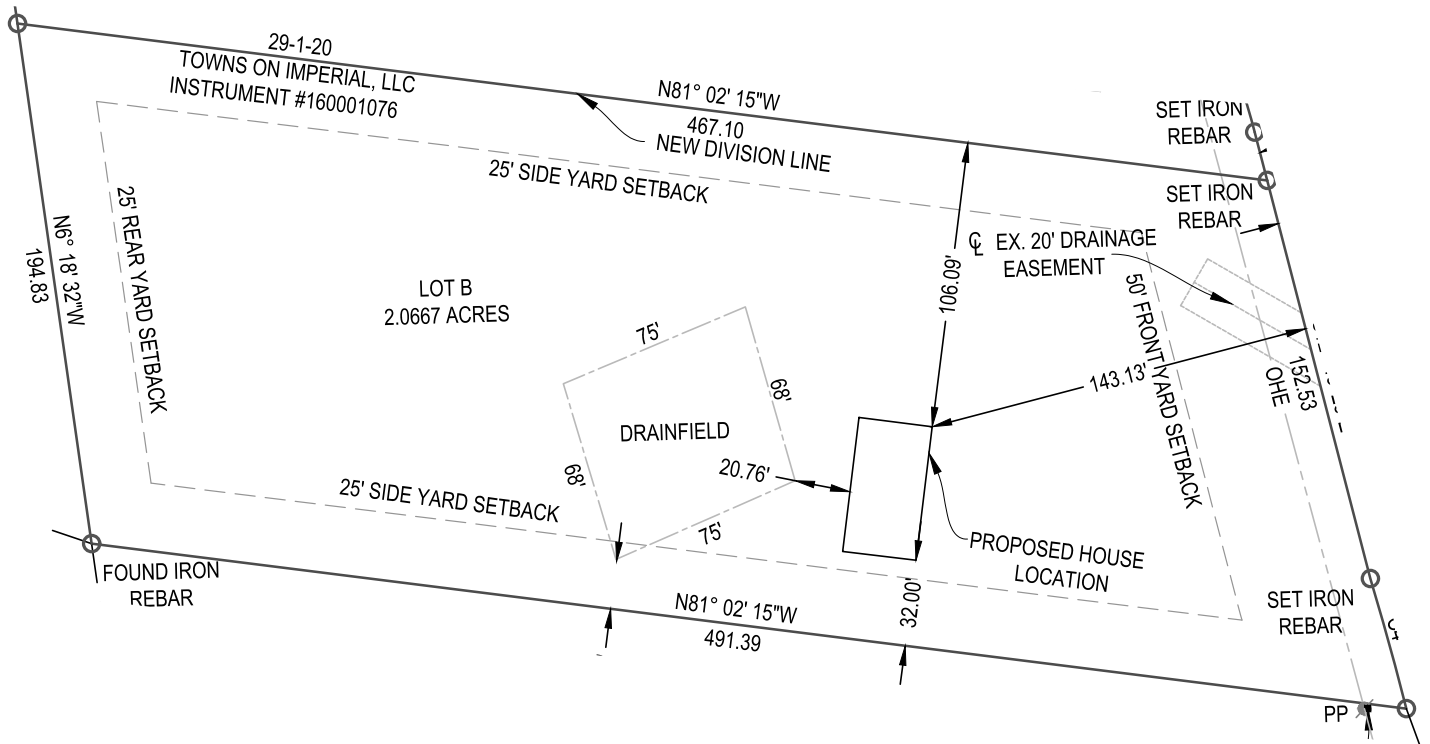 29-1-20
TOWNS ON IMPERIAL, LLC
INSTRUMENT #160001076
N81° 02' 15"W
467.10
NEW DIVISION LINE
SET IRON
REBAR
SET IRON
REBAR
25' SIDE YARD SETBACK
25' REAR YARD SETBACK
N6° 18' 32"W
194.83
LOT B
2.0667 ACRES
106.09'
℄ EX. 20' DRAINAGE
EASEMENT
50' FRONT YARD SETBACK
143.13'
152.53
OHE
75'
68'
DRAINFIELD
68'
75'
20.76'
25' SIDE YARD SETBACK
PROPOSED HOUSE
LOCATION
32.00'
FOUND IRON
REBAR
N81° 02' 15"W
491.39
SET IRON
REBAR
PP